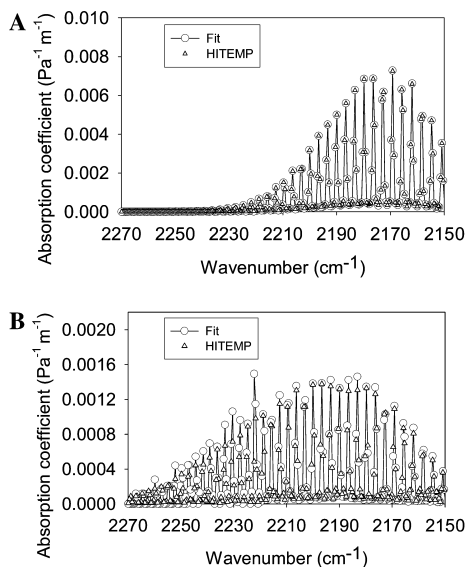 A
Absorption coefficient (Pa-1 m-1)
0.010
0.008
0.006
0.004
0.002
0.000
Fit
HITEMP
2270 2250 2230 2210 2190 2170 2150
Wavenumber (cm-1)
B
Absorption coefficient (Pa-1 m-1)
0.0020
0.0016
0.0012
0.0008
0.0004
0.0000
Fit
HITEMP
2270 2250 2230 2210 2190 2170 2150
Wavenumber (cm-1)